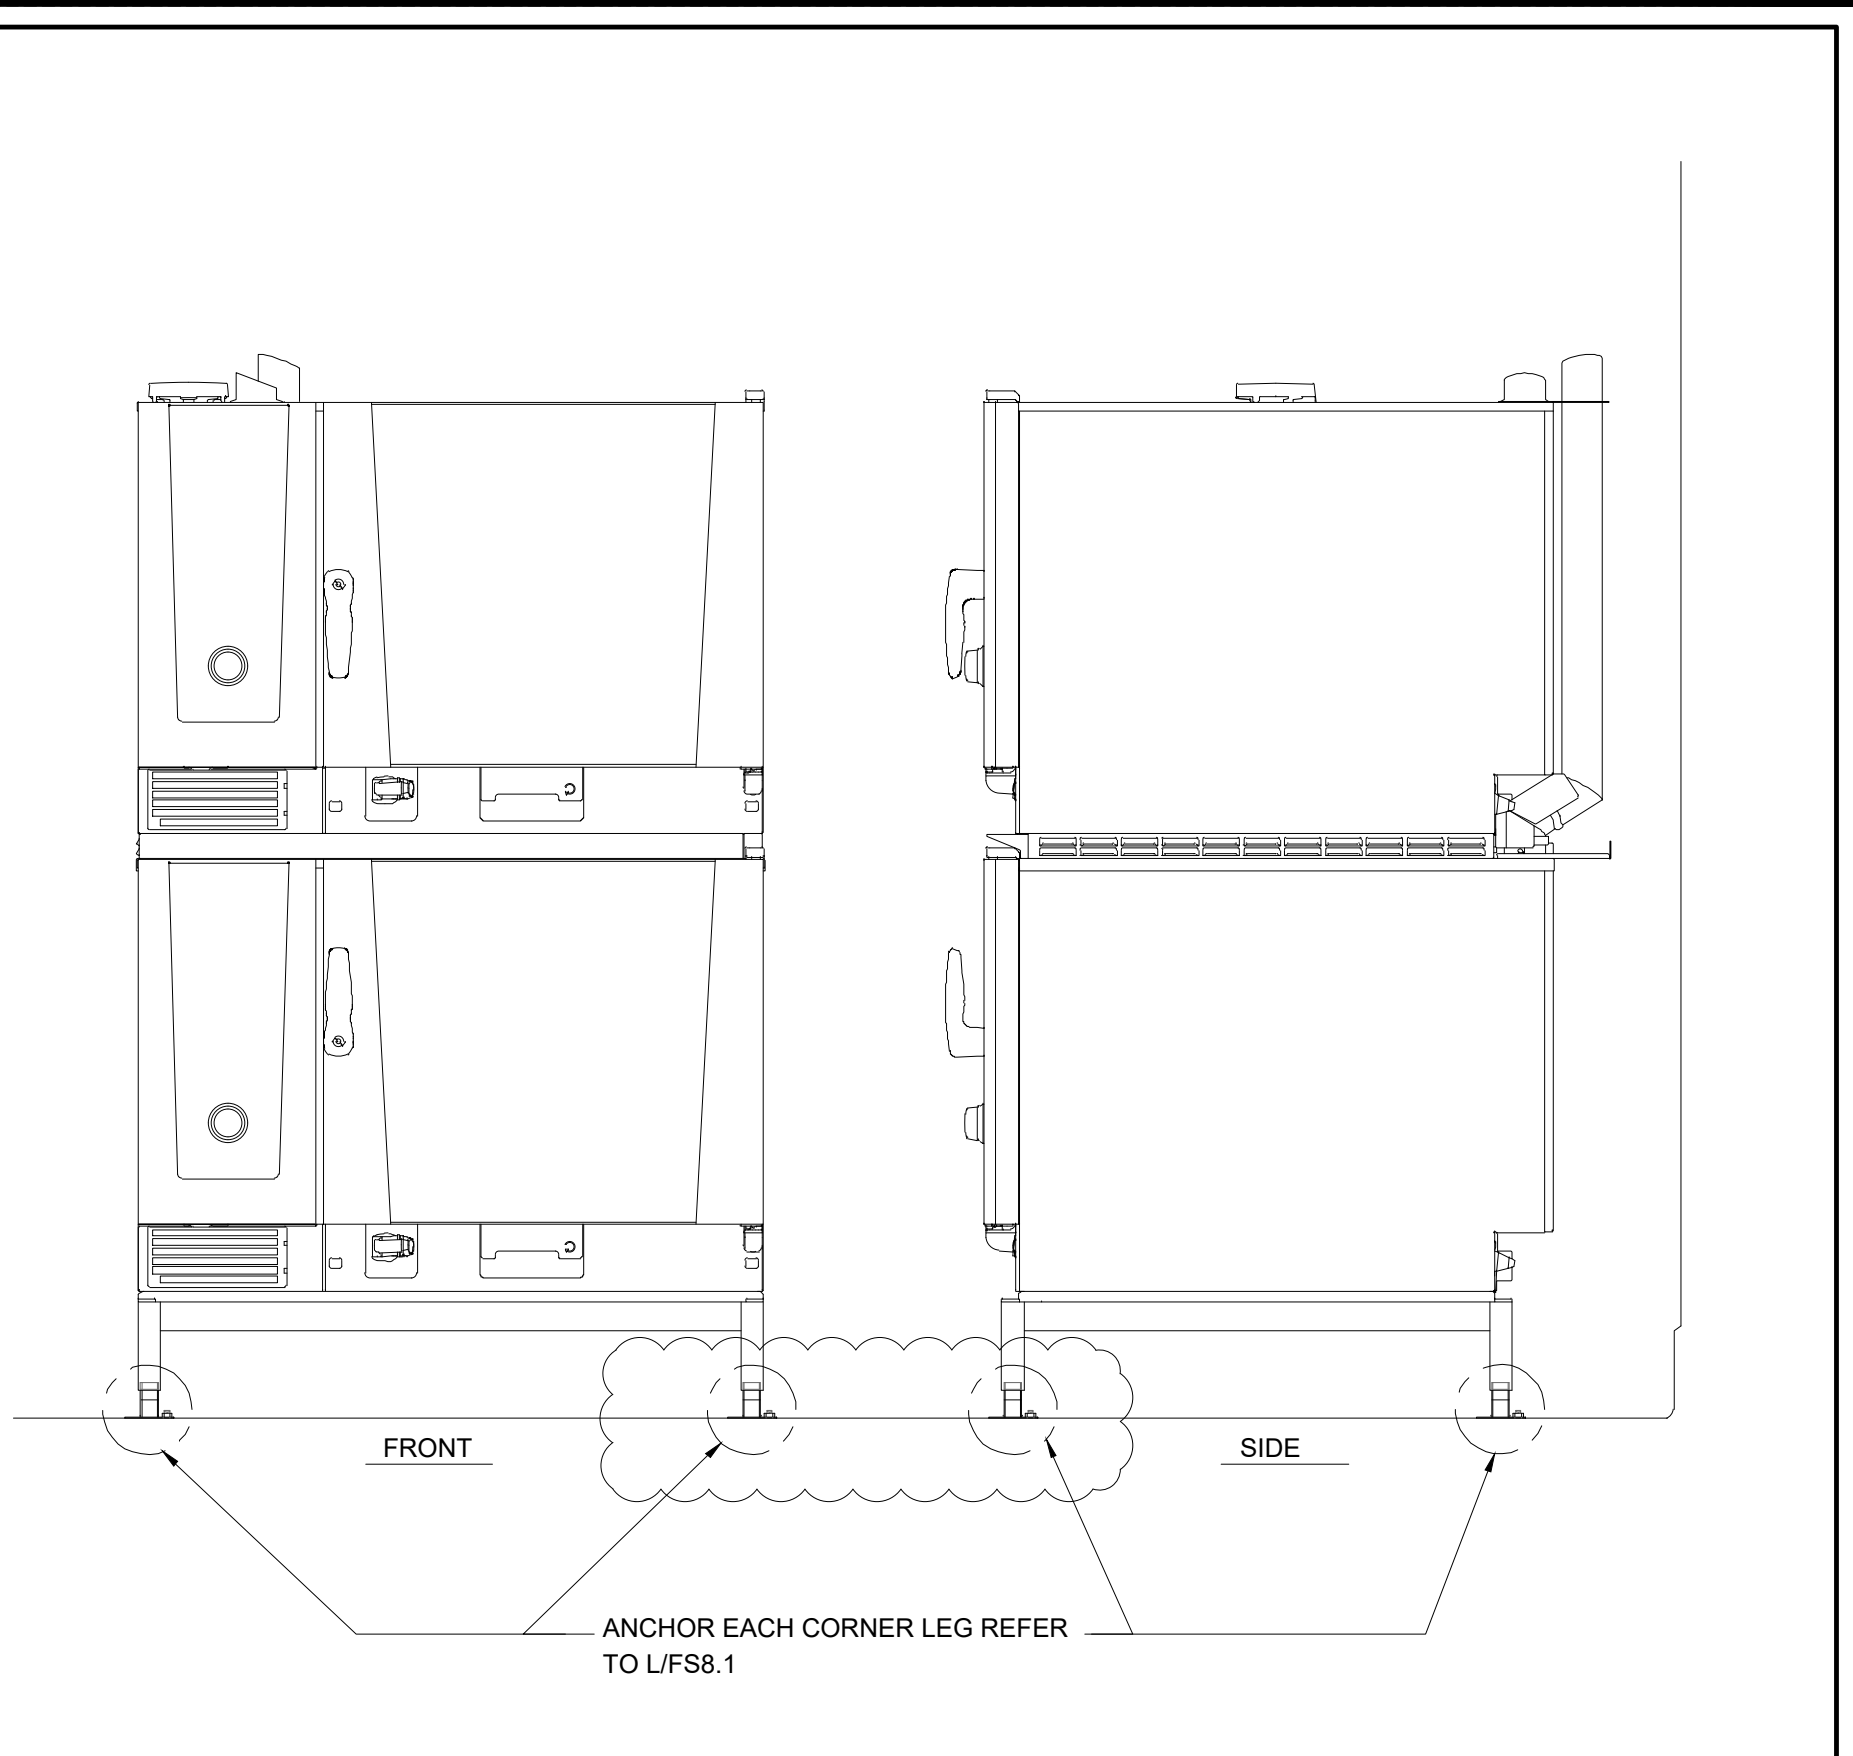 FRONT
SIDE
ANCHOR EACH CORNER LEG REFER
TO L/FS8.1